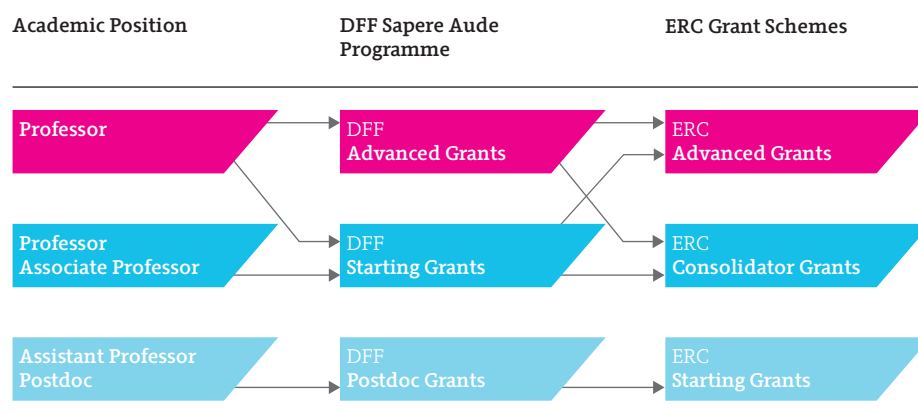 Academic Position
DFF Sapere Aude
Programme
ERC Grant Schemes
Professor
DFF
Advanced Grants
ERC
Advanced Grants
Professor
Associate Professor
DFF
Starting Grants
ERC
Consolidator Grants
Assistant Professor
Postdoc
DFF
Postdoc Grants
ERC
Starting Grants